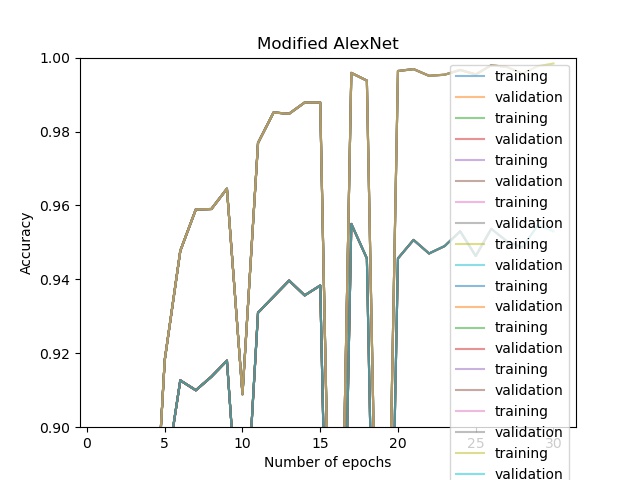 Modified AlexNet
Accuracy
1.00
0.98
0.96
0.94
0.92
0.90
0
5
10
15
20
25
30
Number of epochs
training
validation
training
validation
training
validation
training
validation
training
validation
training
validation
training
validation
training
validation
training
validation
training
validation